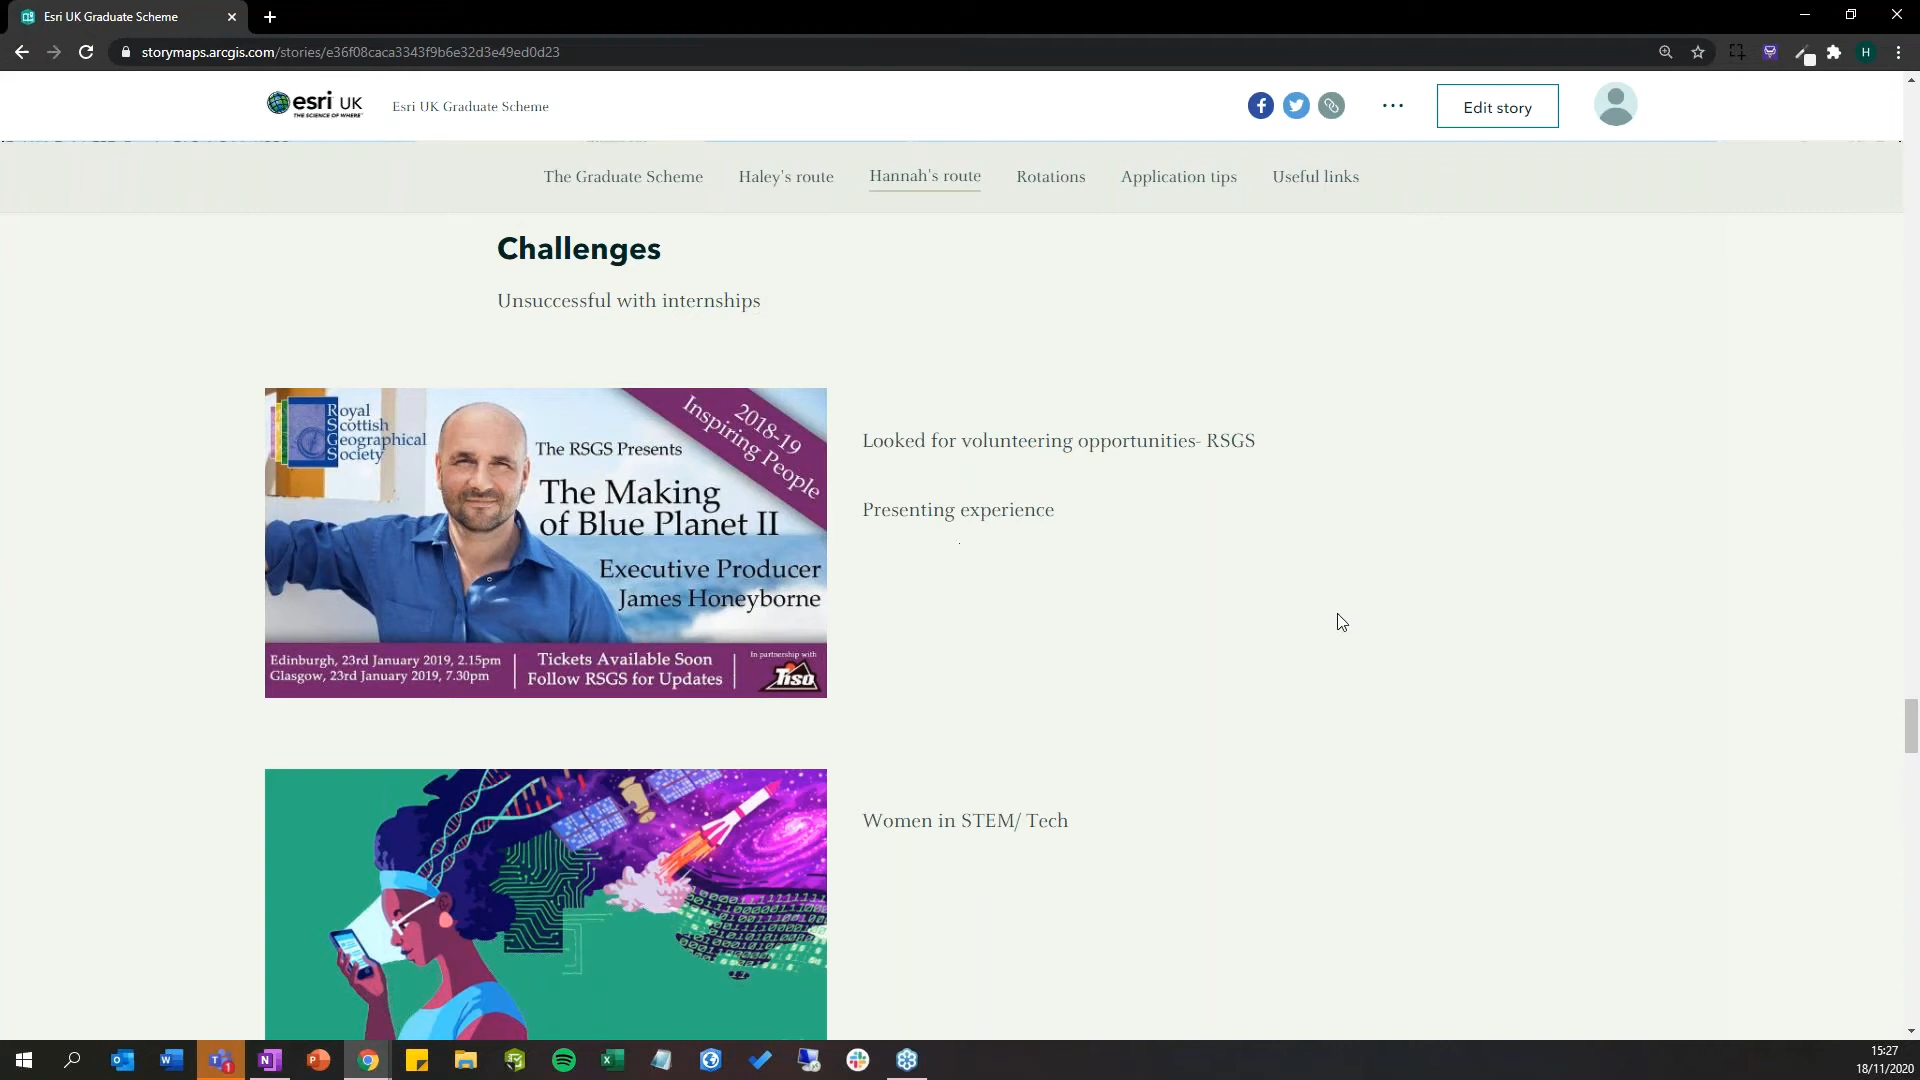 Esri UK Graduate Scheme
storymaps.arcgis.com/stories/e36f08caca3343f9b6e32d3e49ed0d23
H
esri UK
THE SCIENCE OF WHERE
Esri UK Graduate Scheme
Edit story
The Graduate Scheme
Haley's route
Hannah's route
Rotations
Application tips
Useful links
Challenges
Unsuccessful with internships
Royal
Scottish
Geographical
Society
2018-19
Inspiring People
The RSGS Presents
The Making
of Blue Planet II
Executive Producer
James Honeyborne
Edinburgh, 23rd January 2019, 2.15pm
Glasgow, 23rd January 2019, 7.30pm
Tickets Available Soon
Follow RSGS for Updates
In partnership with
Tiso
Looked for volunteering opportunities- RSGS
Presenting experience
Women in STEM/ Tech
15:27
18/11/2020